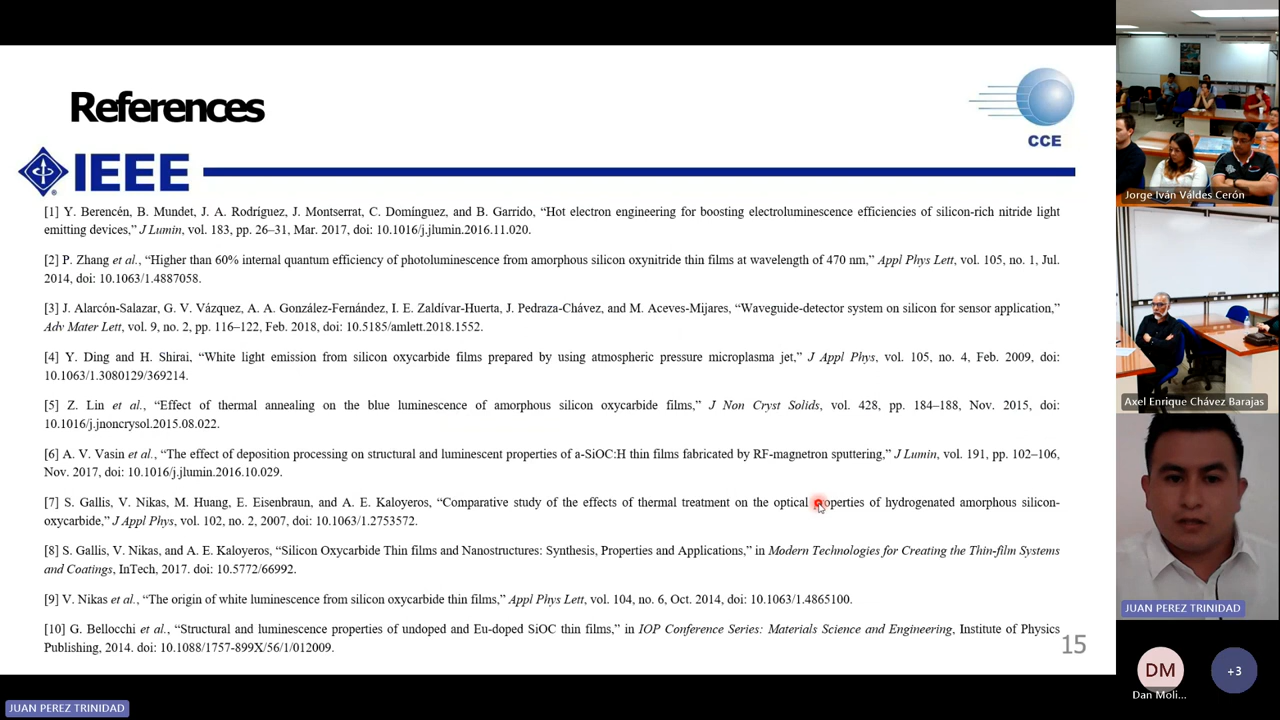 References
CCE
IEEE
[1] Y. Berencén, B. Mundet, J. A. Rodríguez, J. Montserrat, C. Domínguez, and B. Garrido, “Hot electron engineering for boosting electroluminescence efficiencies of silicon-rich nitride light
emitting devices,” J Lumin, vol. 183, pp. 26–31, Mar. 2017, doi: 10.1016/j.jlumin.2016.11.020.
[2] P. Zhang et al., “Higher than 60% internal quantum efficiency of photoluminescence from amorphous silicon oxynitride thin films at wavelength of 470 nm,” Appl Phys Lett, vol. 105, no. 1, Jul.
2014, doi: 10.1063/1.4887058.
[3] J. Alarcón-Salazar, G. V. Vázquez, A. A. González-Fernández, I. E. Zaldívar-Huerta, J. Pedraza-Chávez, and M. Aceves-Mijares, “Waveguide-detector system on silicon for sensor application,”
Adv Mater Lett, vol. 9, no. 2, pp. 116–122, Feb. 2018, doi: 10.5185/amlett.2018.1552.
[4] Y. Ding and H. Shirai, “White light emission from silicon oxycarbide films prepared by using atmospheric pressure microplasma jet,” J Appl Phys, vol. 105, no. 4, Feb. 2009, doi:
10.1063/1.3080129/369214.
[5] Z. Lin et al., “Effect of thermal annealing on the blue luminescence of amorphous silicon oxycarbide films,” J Non Cryst Solids, vol. 428, pp. 184–188, Nov. 2015, doi:
10.1016/j.jnoncrysol.2015.08.022.
[6] A. V. Vasin et al., “The effect of deposition processing on structural and luminescent properties of a-SiOC:H thin films fabricated by RF-magnetron sputtering,” J Lumin, vol. 191, pp. 102–106,
Nov. 2017, doi: 10.1016/j.jlumin.2016.10.029.
[7] S. Gallis, V. Nikas, M. Huang, E. Eisenbraun, and A. E. Kaloyeros, “Comparative study of the effects of thermal treatment on the optical properties of hydrogenated amorphous silicon-
oxycarbide,” J Appl Phys, vol. 102, no. 2, 2007, doi: 10.1063/1.2753572.
[8] S. Gallis, V. Nikas, and A. E. Kaloyeros, “Silicon Oxycarbide Thin films and Nanostructures: Synthesis, Properties and Applications,” in Modern Technologies for Creating the Thin-film Systems
and Coatings, InTech, 2017. doi: 10.5772/66992.
[9] V. Nikas et al., “The origin of white luminescence from silicon oxycarbide thin films,” Appl Phys Lett, vol. 104, no. 6, Oct. 2014, doi: 10.1063/1.4865100.
[10] G. Bellocchi et al., “Structural and luminescence properties of undoped and Eu-doped SiOC thin films,” in IOP Conference Series: Materials Science and Engineering, Institute of Physics
Publishing, 2014. doi: 10.1088/1757-899X/56/1/012009.
15
JUAN PEREZ TRINIDAD
Jorge Iván Váldes Cerón
Axel Enrique Chávez Barajas
JUAN PEREZ TRINIDAD
DM
+3
Dan Moli...